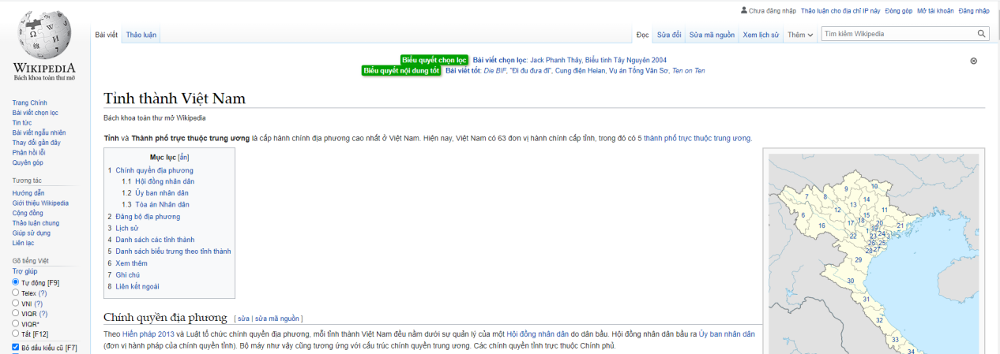 Chưa đăng nhập Thảo luận cho địa chỉ IP này Đóng góp Mở tài khoản Đăng nhập
WIKIPEDIA
Bách khoa toàn thư mở
Bài viết Thảo luận
Đọc Sửa đổi Sửa mã nguồn Xem lịch sử Thêm Tìm kiếm Wikipedia
Biểu quyết chọn lọc Bài viết chọn lọc: Jack Phanh Thây, Biểu tình Tây Nguyên 2004
Biểu quyết nội dung tốt Bài viết tốt: Die BIF, "Đi đu đưa đi", Cung điện Heian, Vụ án Tống Văn Sơ, Ten on Ten
Trang Chính
Bài viết chọn lọc
Tin tức
Bài viết ngẫu nhiên
Thay đổi gần đây
Phản hồi lỗi
Quyên góp
Tương tác
Hướng dẫn
Giới thiệu Wikipedia
Cộng đồng
Thảo luận chung
Giúp sử dụng
Liên lạc
Gõ tiếng Việt
Trợ giúp
Tự động [F9]
Telex (?)
VNI (?)
VIQR (?)
VIQR*
Tắt [F12]
Bỏ dấu kiểu cũ [F7]
Tỉnh thành Việt Nam
Bách khoa toàn thư mở Wikipedia
Tỉnh và Thành phố trực thuộc trung ương là cấp hành chính địa phương cao nhất ở Việt Nam. Hiện nay, Việt Nam có 63 đơn vị hành chính cấp tỉnh, trong đó có 5 thành phố trực thuộc trung ương.
Mục lục [ẩn]
1 Chính quyền địa phương
1.1 Hội đồng nhân dân
1.2 Ủy ban nhân dân
1.3 Tòa án Nhân dân
2 Đảng bộ địa phương
3 Lịch sử
4 Danh sách các tỉnh thành
5 Danh sách biểu trưng theo tỉnh thành
6 Xem thêm
7 Ghi chú
8 Liên kết ngoài
Chính quyền địa phương [ sửa | sửa mã nguồn ]
Theo Hiến pháp 2013 và Luật tổ chức chính quyền địa phương, mỗi tỉnh thành Việt Nam đều nằm dưới sự quản lý của một Hội đồng nhân dân do dân bầu. Hội đồng nhân dân bầu ra Ủy ban nhân dân
(đơn vị hành pháp của chính quyền tỉnh). Bộ máy như vậy cũng tương ứng với cấu trúc chính quyền trung ương. Các chính quyền tỉnh trực thuộc Chính phủ.
9 10
7 8 14
13 11
6 12 15
16 17 18 20 21
1 19
22 23 24 3
26 25
28 27
29
30
31
32
33
34